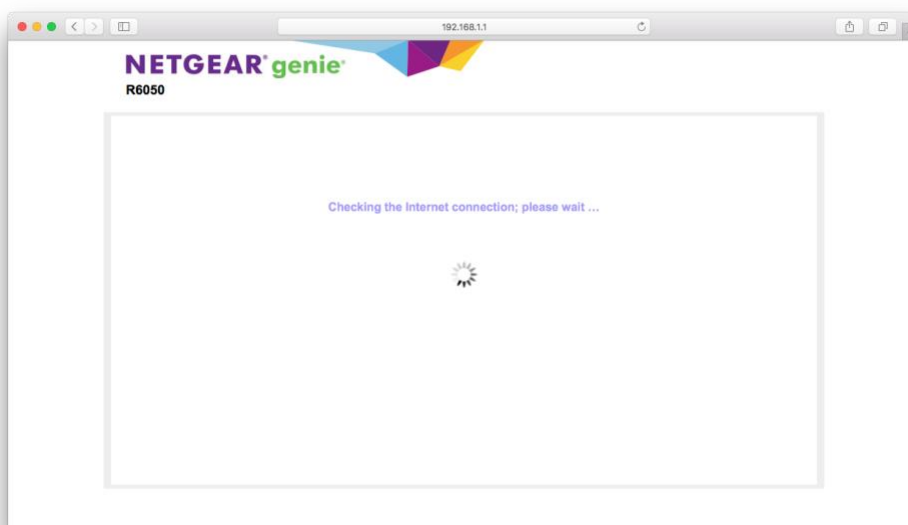 192.168.1.1
NETGEAR® genie®
R6050
Checking the Internet connection; please wait ...